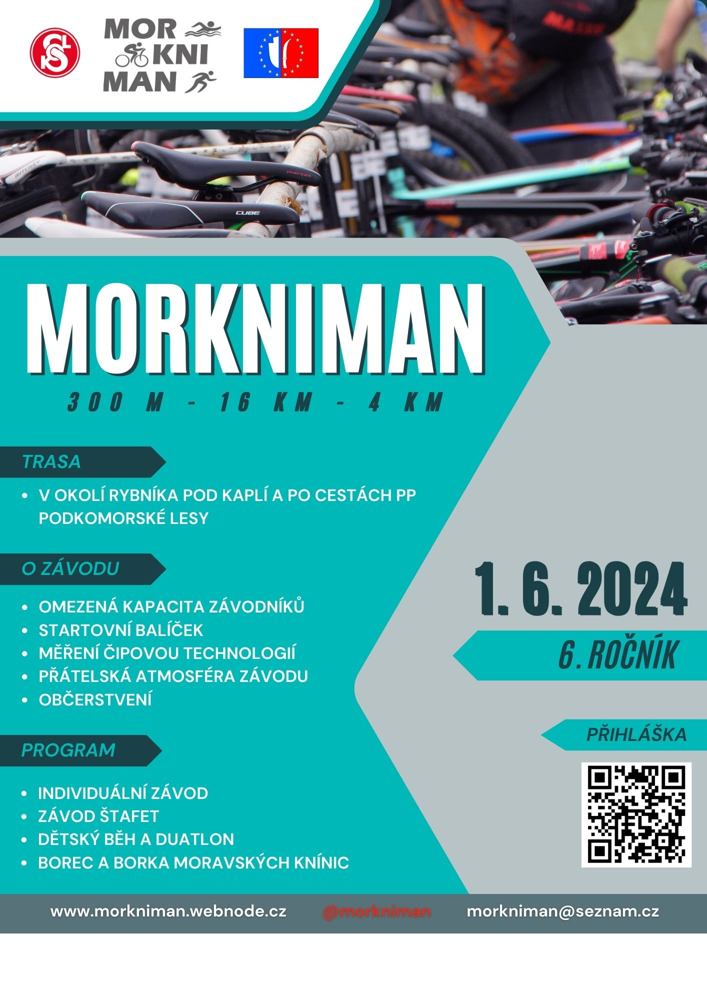 MOR
KNI
MAN
RITCHEY
PHENOM
CUBE
MORKNIMAN
300 M - 16 KM - 4 KM
TRASA
• V OKOLÍ RYBNÍKA POD KAPLÍ A PO CESTÁCH PP
PODKOMORSKÉ LESY
O ZÁVODU
• OMEZENÁ KAPACITA ZÁVODNÍKŮ
• STARTOVNÍ BALÍČEK
• MĚŘENÍ ČIPOVOU TECHNOLOGIÍ
• PŘÁTELSKÁ ATMOSFÉRA ZÁVODU
• OBČERSTVENÍ
1. 6. 2024
6. ROČNÍK
PŘIHLÁŠKA
PROGRAM
• INDIVIDUÁLNÍ ZÁVOD
• ZÁVOD ŠTAFET
• DĚTSKÝ BĚH A DUATLON
• BOREC A BORKA MORAVSKÝCH KNÍNIC
www.morkniman.webnode.cz @morkniman morkniman@seznam.cz